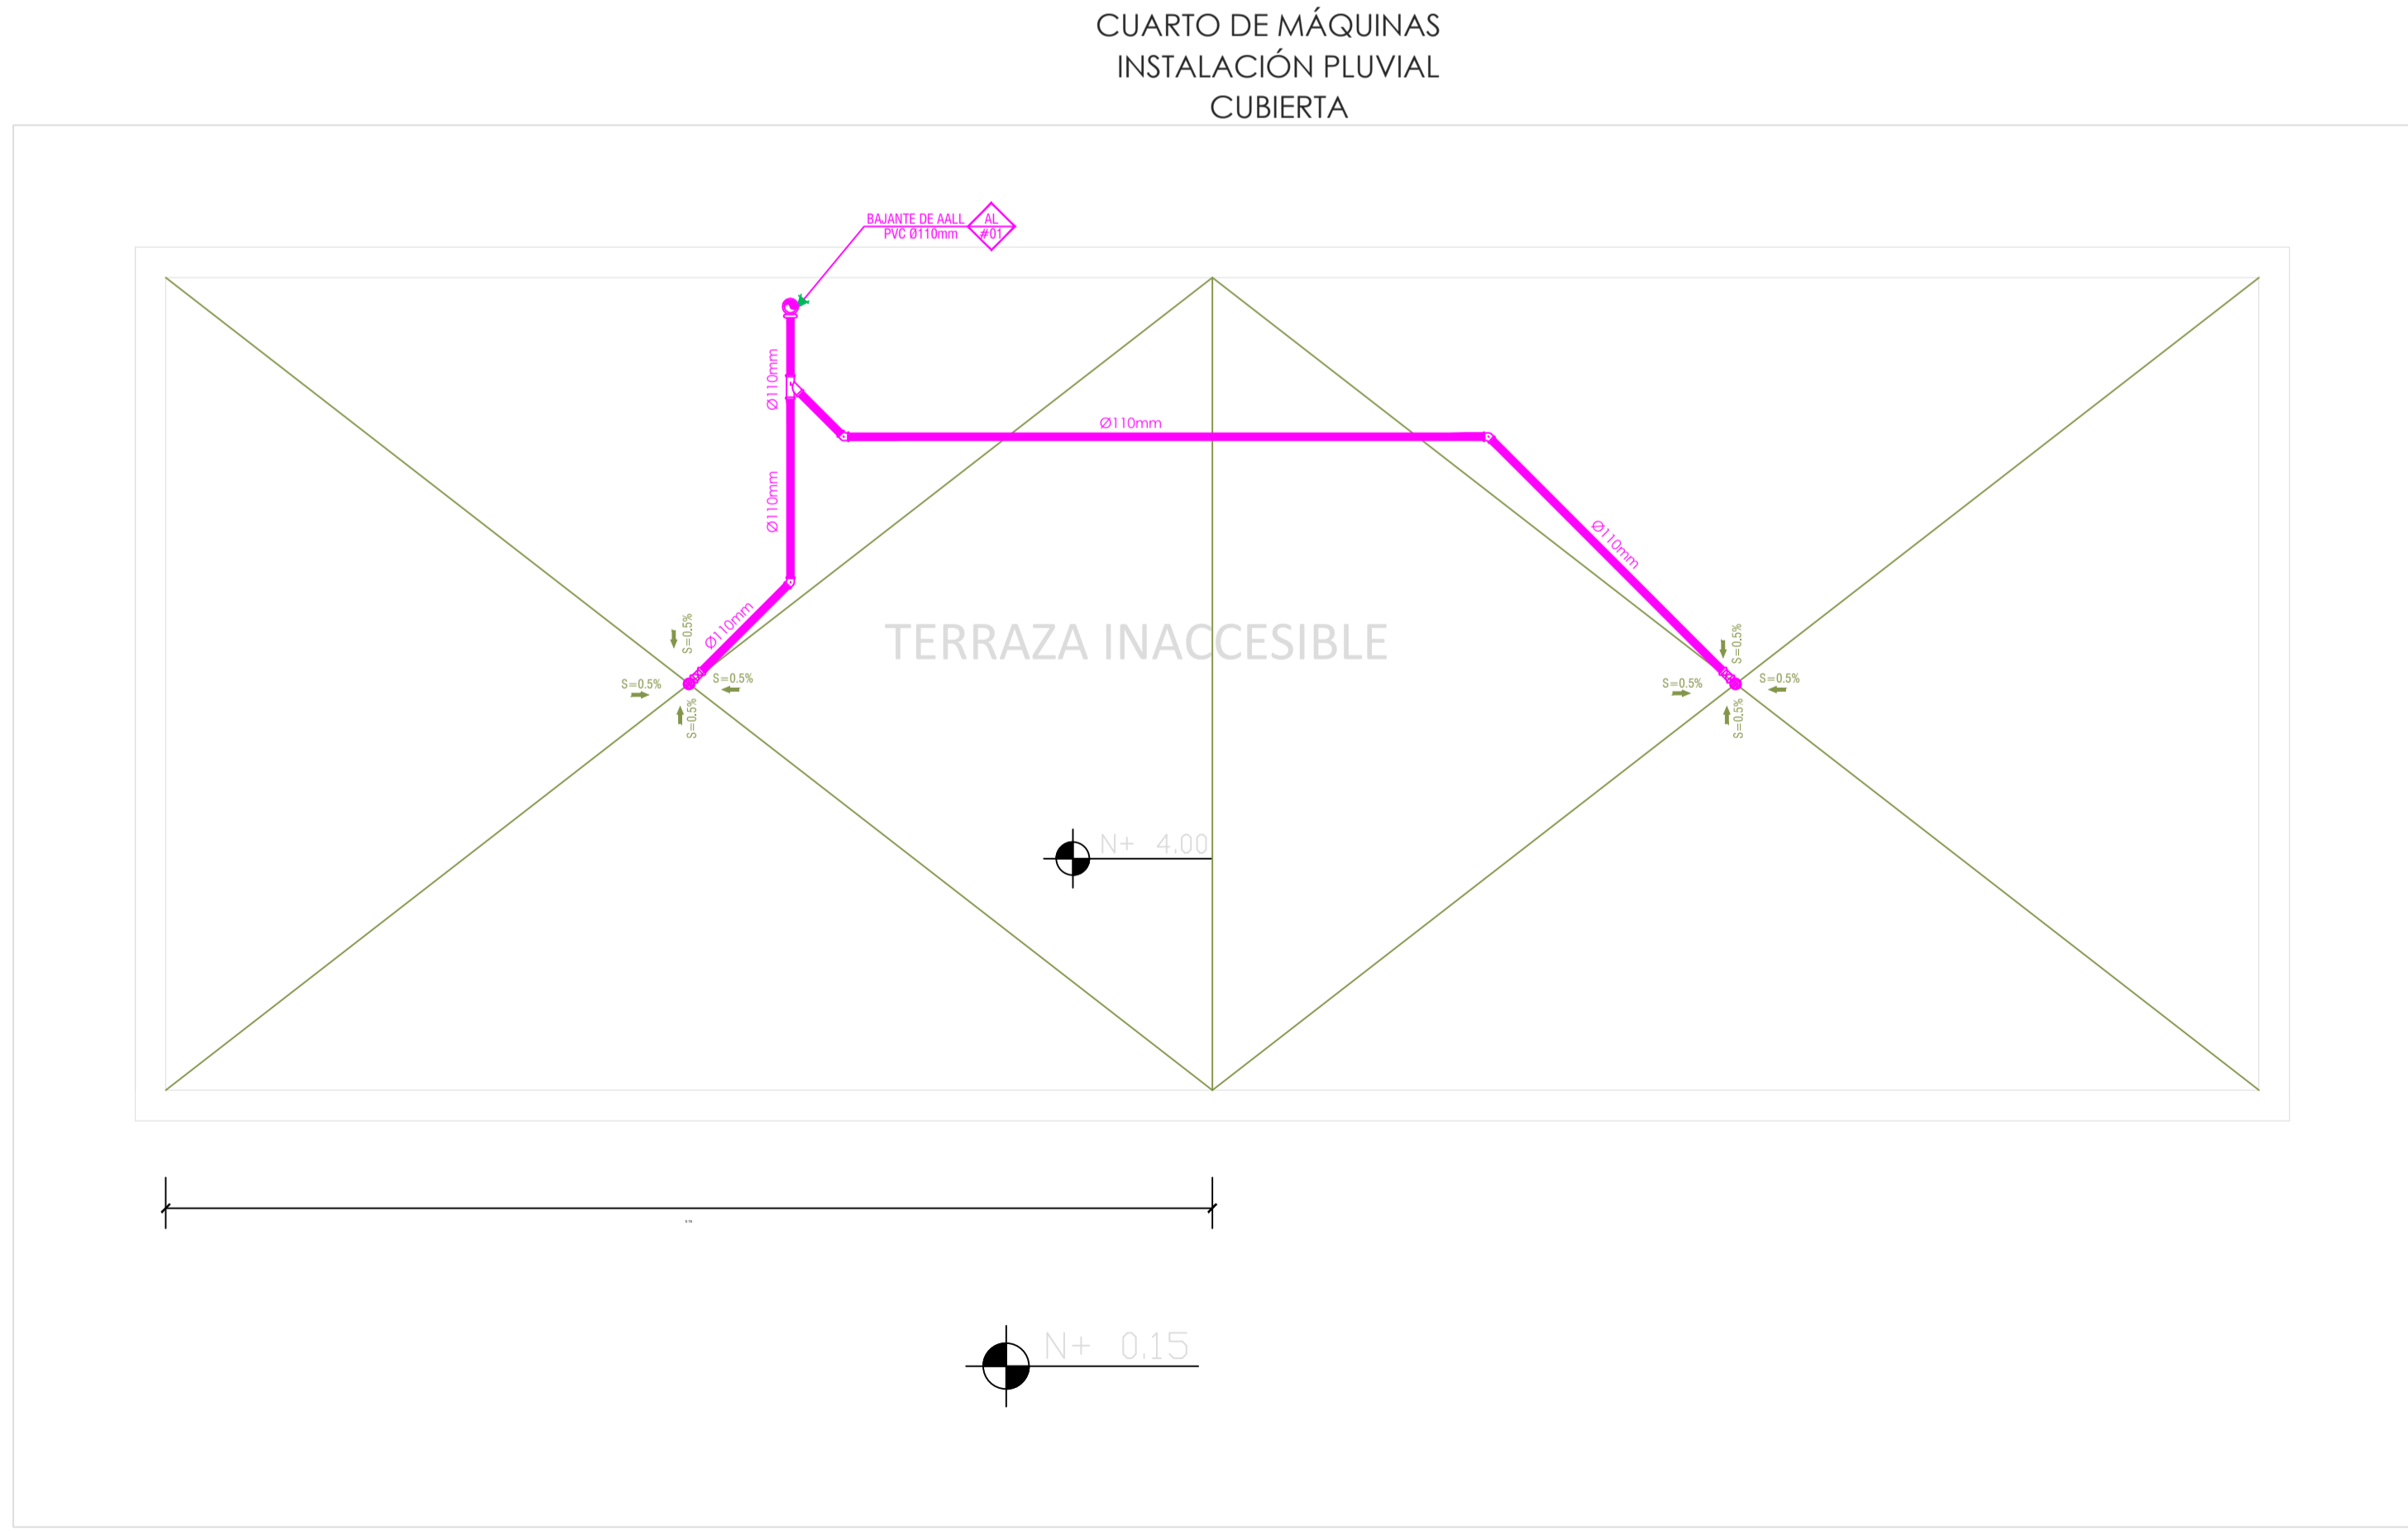 CUARTO DE MÁQUINAS
INSTALACIÓN PLUVIAL
CUBIERTA
BAJANTE DE AALL
PVC Ø110mm
AL
#01
Ø110mm
Ø110mm
Ø110mm
Ø110mm
Ø110mm
TERRAZA INACCESIBLE
S=0.5%
S=0.5%
S=0.5%
S=0.5%
S=0.5%
S=0.5%
S=0.5%
S=0.5%
N+ 4.00
N+ 0.15